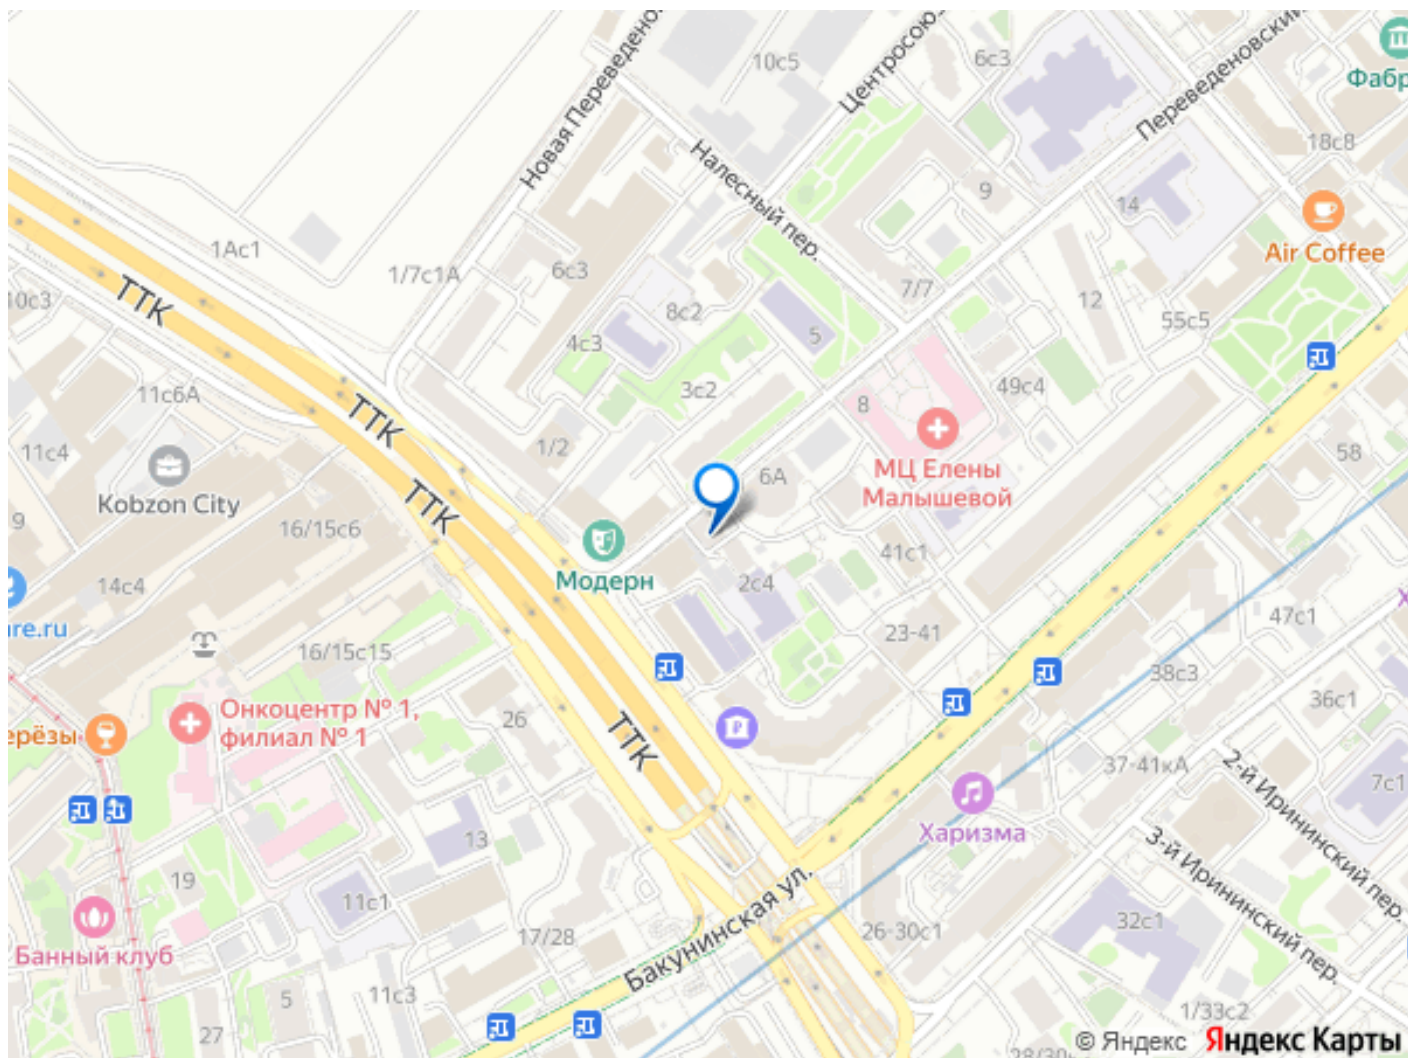 10с5
Центросоюз
6с3
Переведеновский
Фабр
18с8
Новая Переведенов
Налесный пер.
9
14
Air Coffee
1Ас1
1/7с1А
6с3
7/7
12
10с3
ТТК
8с2
5
55с5
4с3
3с2
8
49с4
11с6А
ТТК
11с4
1/2
6А
МЦ Елены
Малышевой
58
Kobzon City
ТТК
9
16/15с6
Модерн
41с1
14с4
2с4
re.ru
47с1
16/15с15
23-41
38с3
36с1
Онкоцентр № 1,
филиал № 1
26
ТТК
ерёзы
37-41кА
2-й Ирининский пер.
7с1
13
Харизма
3-й Ирининский пер.
19
11с1
Бакунинская ул.
17/28
26-30с1
32с1
Банный клуб
5
11с3
27
1/33с2
28/30
© Яндекс Яндекс Карты